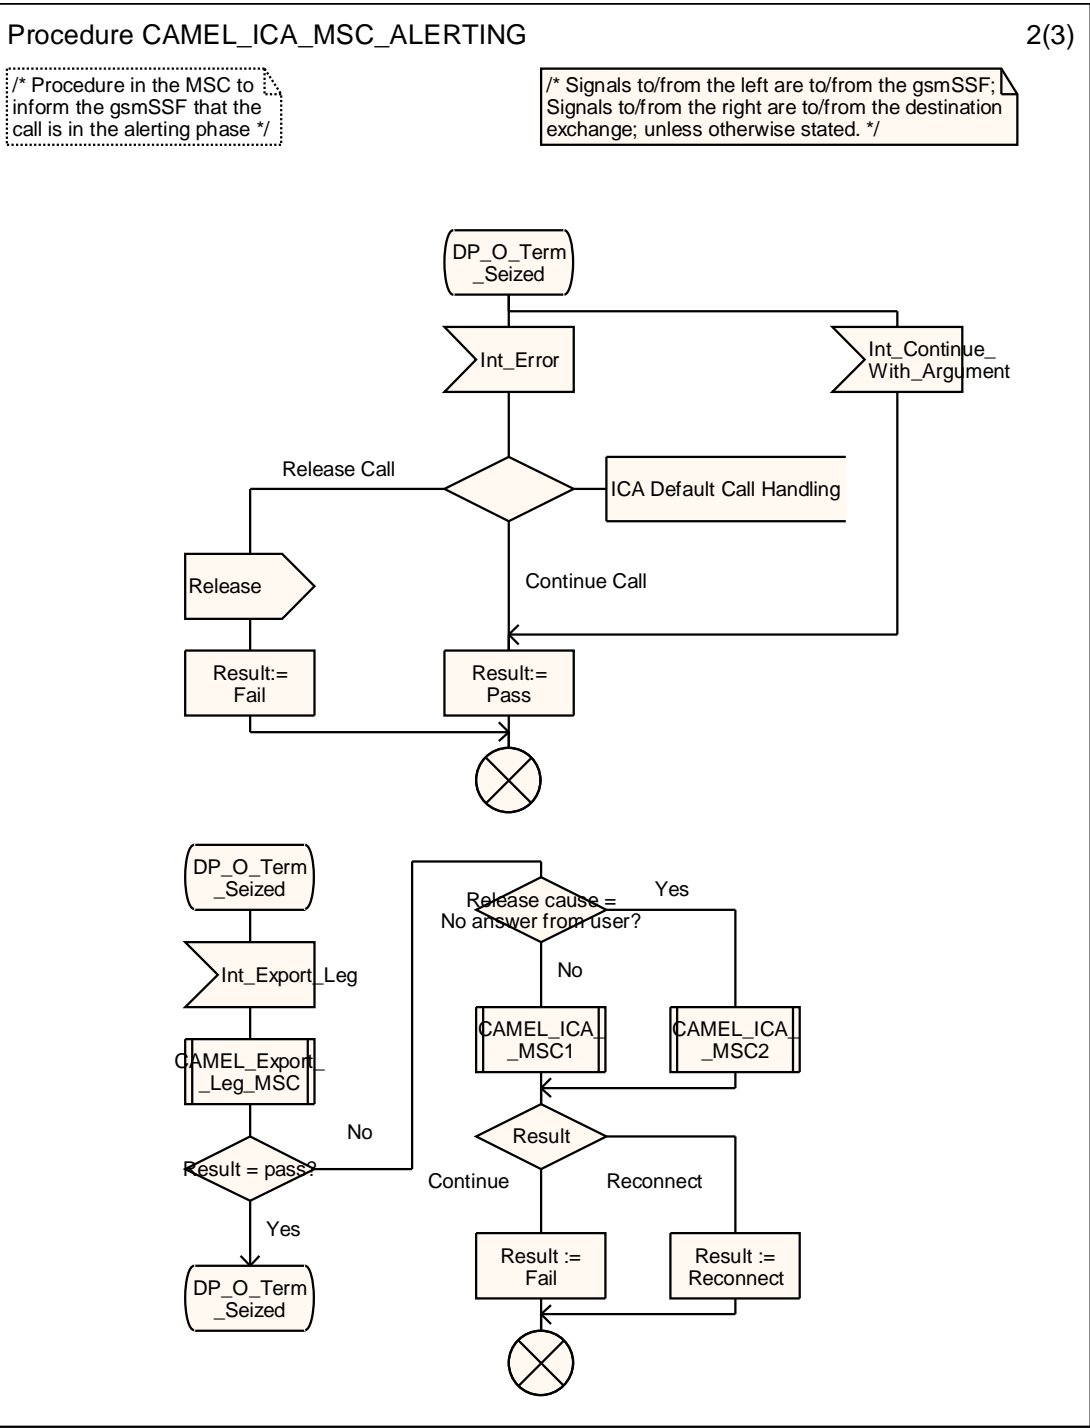 Procedure CAMEL_ICA_MSC_ALERTING
2(3)
/* Procedure in the MSC to
inform the gsmSSF that the
call is in the alerting phase */
/* Signals to/from the left are to/from the gsmSSF;
Signals to/from the right are to/from the destination
exchange; unless otherwise stated. */
DP_O_Term
_Seized
Int_Error
Int_Continue_
With_Argument
Release Call
ICA Default Call Handling
Release
Continue Call
Result:=
Fail
Result:=
Pass
DP_O_Term
_Seized
Release cause =
No answer from user?
Yes
Int_Export_Leg
No
CAMEL_ICA_
_MSC1
CAMEL_ICA_
_MSC2
CAMEL_Export_
_Leg_MSC
No
Result = pass?
Result
Continue
Reconnect
Yes
DP_O_Term
_Seized
Result :=
Fail
Result :=
Reconnect